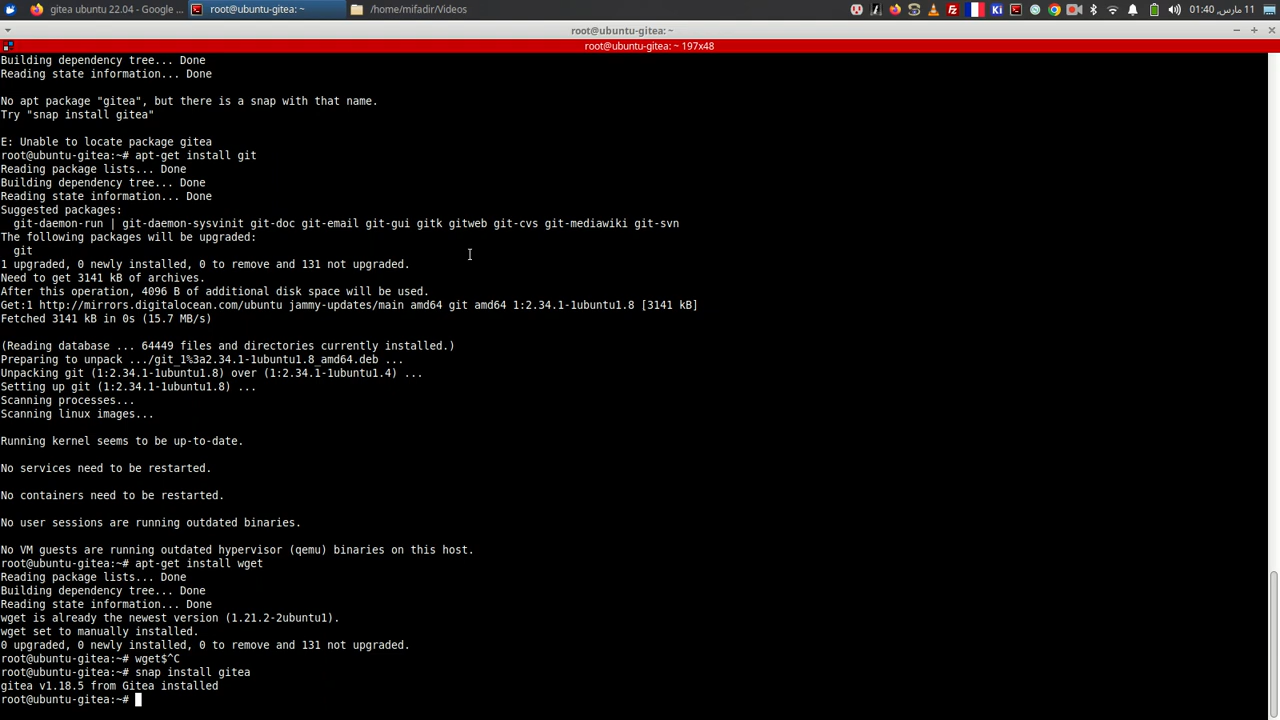 gitea ubuntu 22.04 - Google ...
root@ubuntu-gitea: ~
/home/mifadir/Videos
Ki
11 مارس, 01:40
root@ubuntu-gitea: ~
root@ubuntu-gitea: ~ 197x48
Building dependency tree... Done
Reading state information... Done
No apt package "gitea", but there is a snap with that name.
Try "snap install gitea"
E: Unable to locate package gitea
root@ubuntu-gitea:~# apt-get install git
Reading package lists... Done
Building dependency tree... Done
Reading state information... Done
Suggested packages:
git-daemon-run | git-daemon-sysvinit git-doc git-email git-gui gitk gitweb git-cvs git-mediawiki git-svn
The following packages will be upgraded:
git
1 upgraded, 0 newly installed, 0 to remove and 131 not upgraded.
Need to get 3141 kB of archives.
After this operation, 4096 B of additional disk space will be used.
Get:1 http://mirrors.digitalocean.com/ubuntu jammy-updates/main amd64 git amd64 1:2.34.1-1ubuntu1.8 [3141 kB]
Fetched 3141 kB in 0s (15.7 MB/s)
(Reading database ... 64449 files and directories currently installed.)
Preparing to unpack .../git_1%3a2.34.1-1ubuntu1.8_amd64.deb ...
Unpacking git (1:2.34.1-1ubuntu1.8) over (1:2.34.1-1ubuntu1.4) ...
Setting up git (1:2.34.1-1ubuntu1.8) ...
Scanning processes...
Scanning linux images...
Running kernel seems to be up-to-date.
No services need to be restarted.
No containers need to be restarted.
No user sessions are running outdated binaries.
No VM guests are running outdated hypervisor (qemu) binaries on this host.
root@ubuntu-gitea:~# apt-get install wget
Reading package lists... Done
Building dependency tree... Done
Reading state information... Done
wget is already the newest version (1.21.2-2ubuntu1).
wget set to manually installed.
0 upgraded, 0 newly installed, 0 to remove and 131 not upgraded.
root@ubuntu-gitea:~# wget$^C
root@ubuntu-gitea:~# snap install gitea
gitea v1.18.5 from Gitea installed
root@ubuntu-gitea:~#